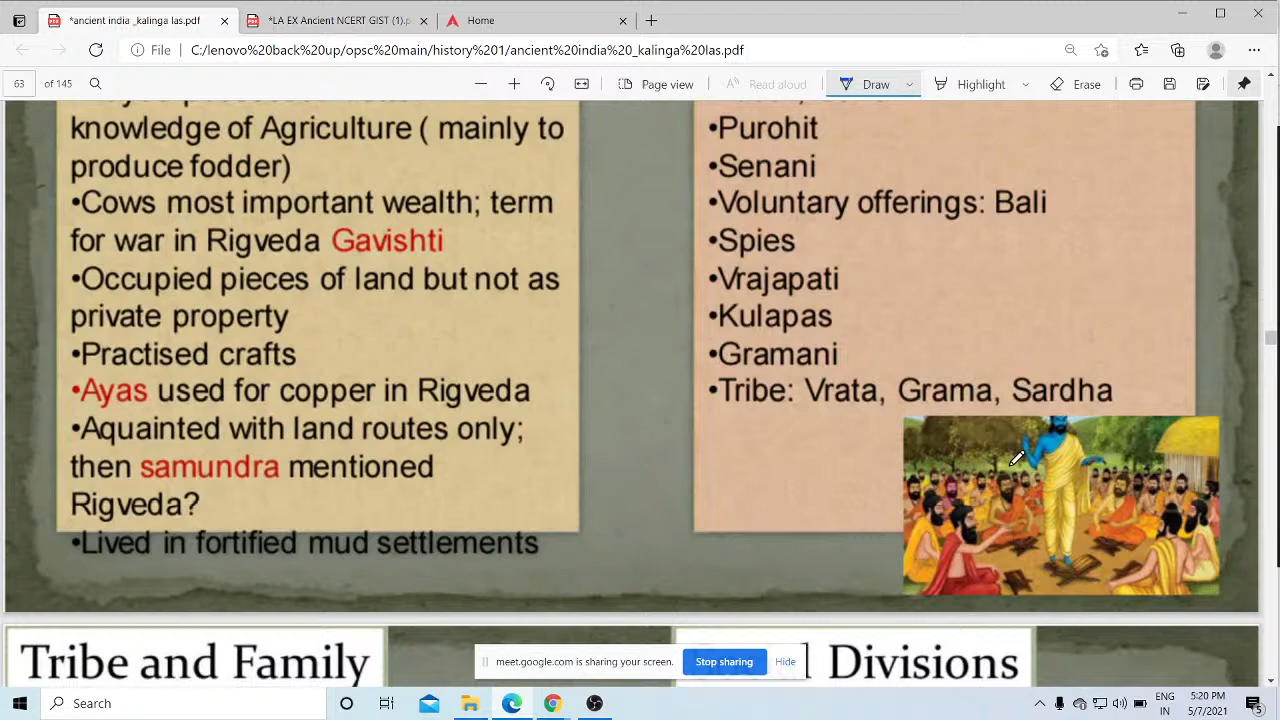 *ancient india _kalinga las.pdf
*LA EX Ancient NCERT GIST (1).p
Home
File
C:/lenovo%20back%20up/opsc%20main/history%201/ancient%20india%20_kalinga%20las.pdf
63
of 145
Page view
Read aloud
Draw
Highlight
Erase
knowledge of Agriculture ( mainly to
produce fodder)
•Cows most important wealth; term
for war in Rigveda Gavishti
•Occupied pieces of land but not as
private property
•Practised crafts
•Ayas used for copper in Rigveda
•Aquainted with land routes only;
then samundra mentioned
Rigveda?
•Lived in fortified mud settlements
•Purohit
•Senani
•Voluntary offerings: Bali
•Spies
•Vrajapati
•Kulapas
•Gramani
•Tribe: Vrata, Grama, Sardha
Tribe and Family
Divisions
meet.google.com is sharing your screen.
Stop sharing
Hide
Search
ENG
IN
5:20 PM
5/7/2021
5